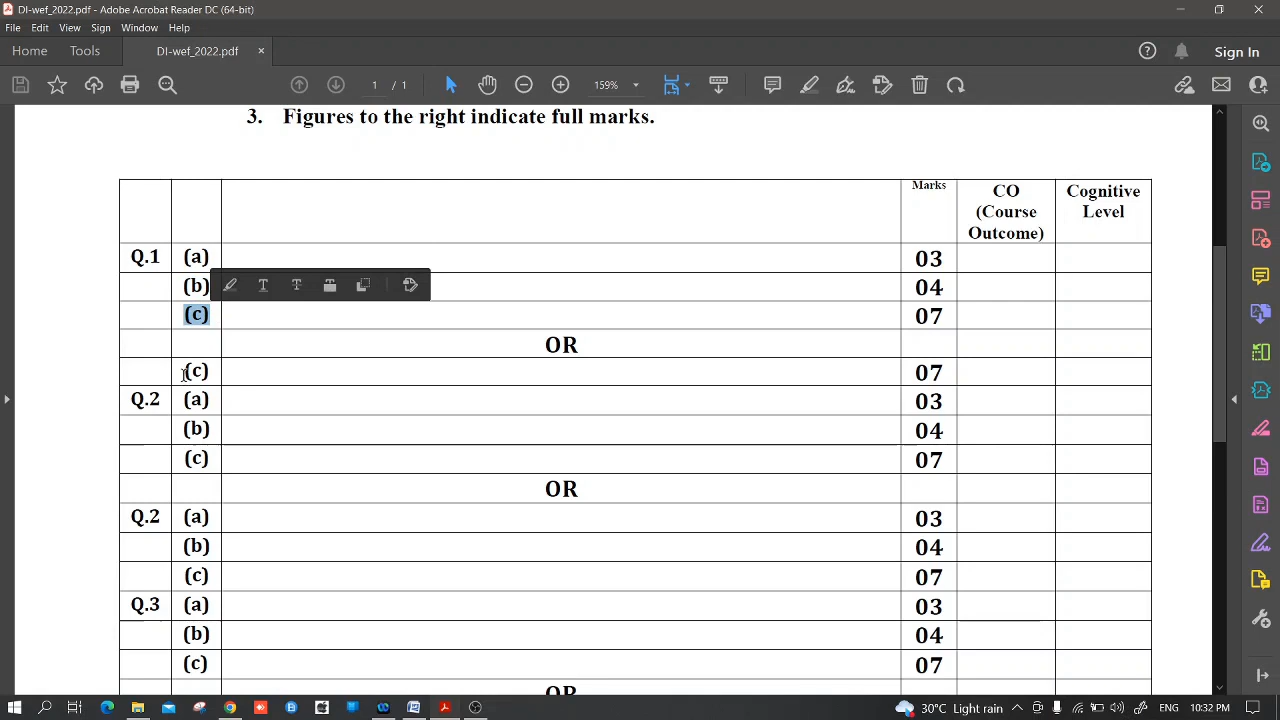 DI-wef_2022.pdf - Adobe Acrobat Reader DC (64-bit)
File Edit View Sign Window Help
Home Tools DI-wef_2022.pdf × Sign In
1 / 1 159%
3. Figures to the right indicate full marks.
Marks CO (Course Outcome) Cognitive Level
Q.1 (a) 03
(b) 04
(c) 07
OR
(c) 07
Q.2 (a) 03
(b) 04
(c) 07
OR
Q.2 (a) 03
(b) 04
(c) 07
Q.3 (a) 03
(b) 04
(c) 07
OR
30°C Light rain ENG 10:32 PM